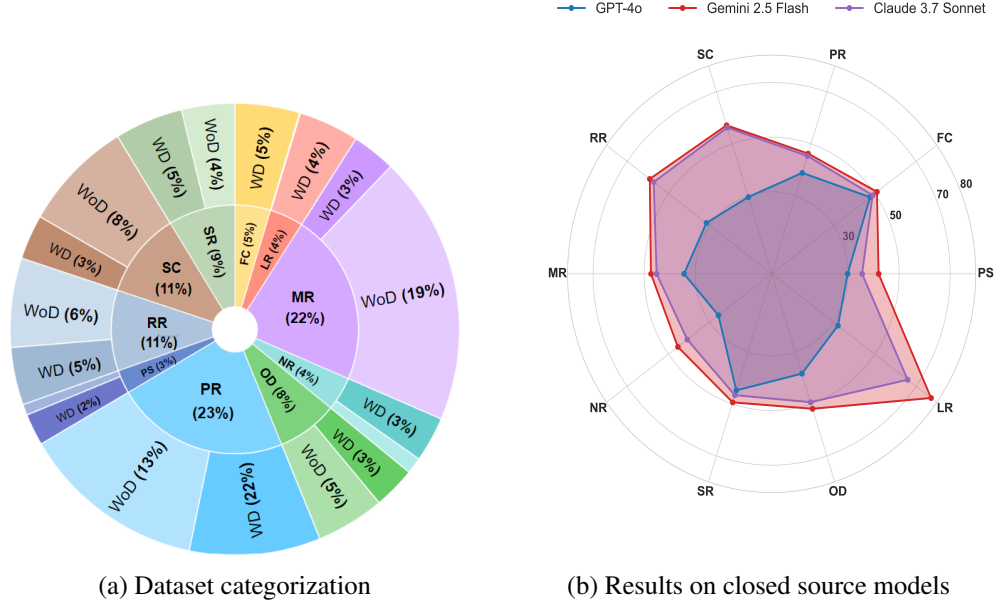 GPT-4o Gemini 2.5 Flash Claude 3.7 Sonnet
WoD (4%)
WD (5%)
WD (5%)
WD (4%)
WD (3%)
WoD (8%)
WD (3%)
WoD (6%)
WD (5%)
WD (2%)
WoD (13%)
WD (22%)
WoD (5%)
WD (3%)
WD (3%)
WoD (19%)
SR (9%)
FC (5%)
LR (4%)
MR
(22%)
SC
(11%)
RR
(11%)
PS (3%)
PR
(23%)
OD (8%)
NR (4%)
SC
PR
RR
FC
MR
PS
NR
LR
SR
OD
30
50
70
80
(a) Dataset categorization
(b) Results on closed source models